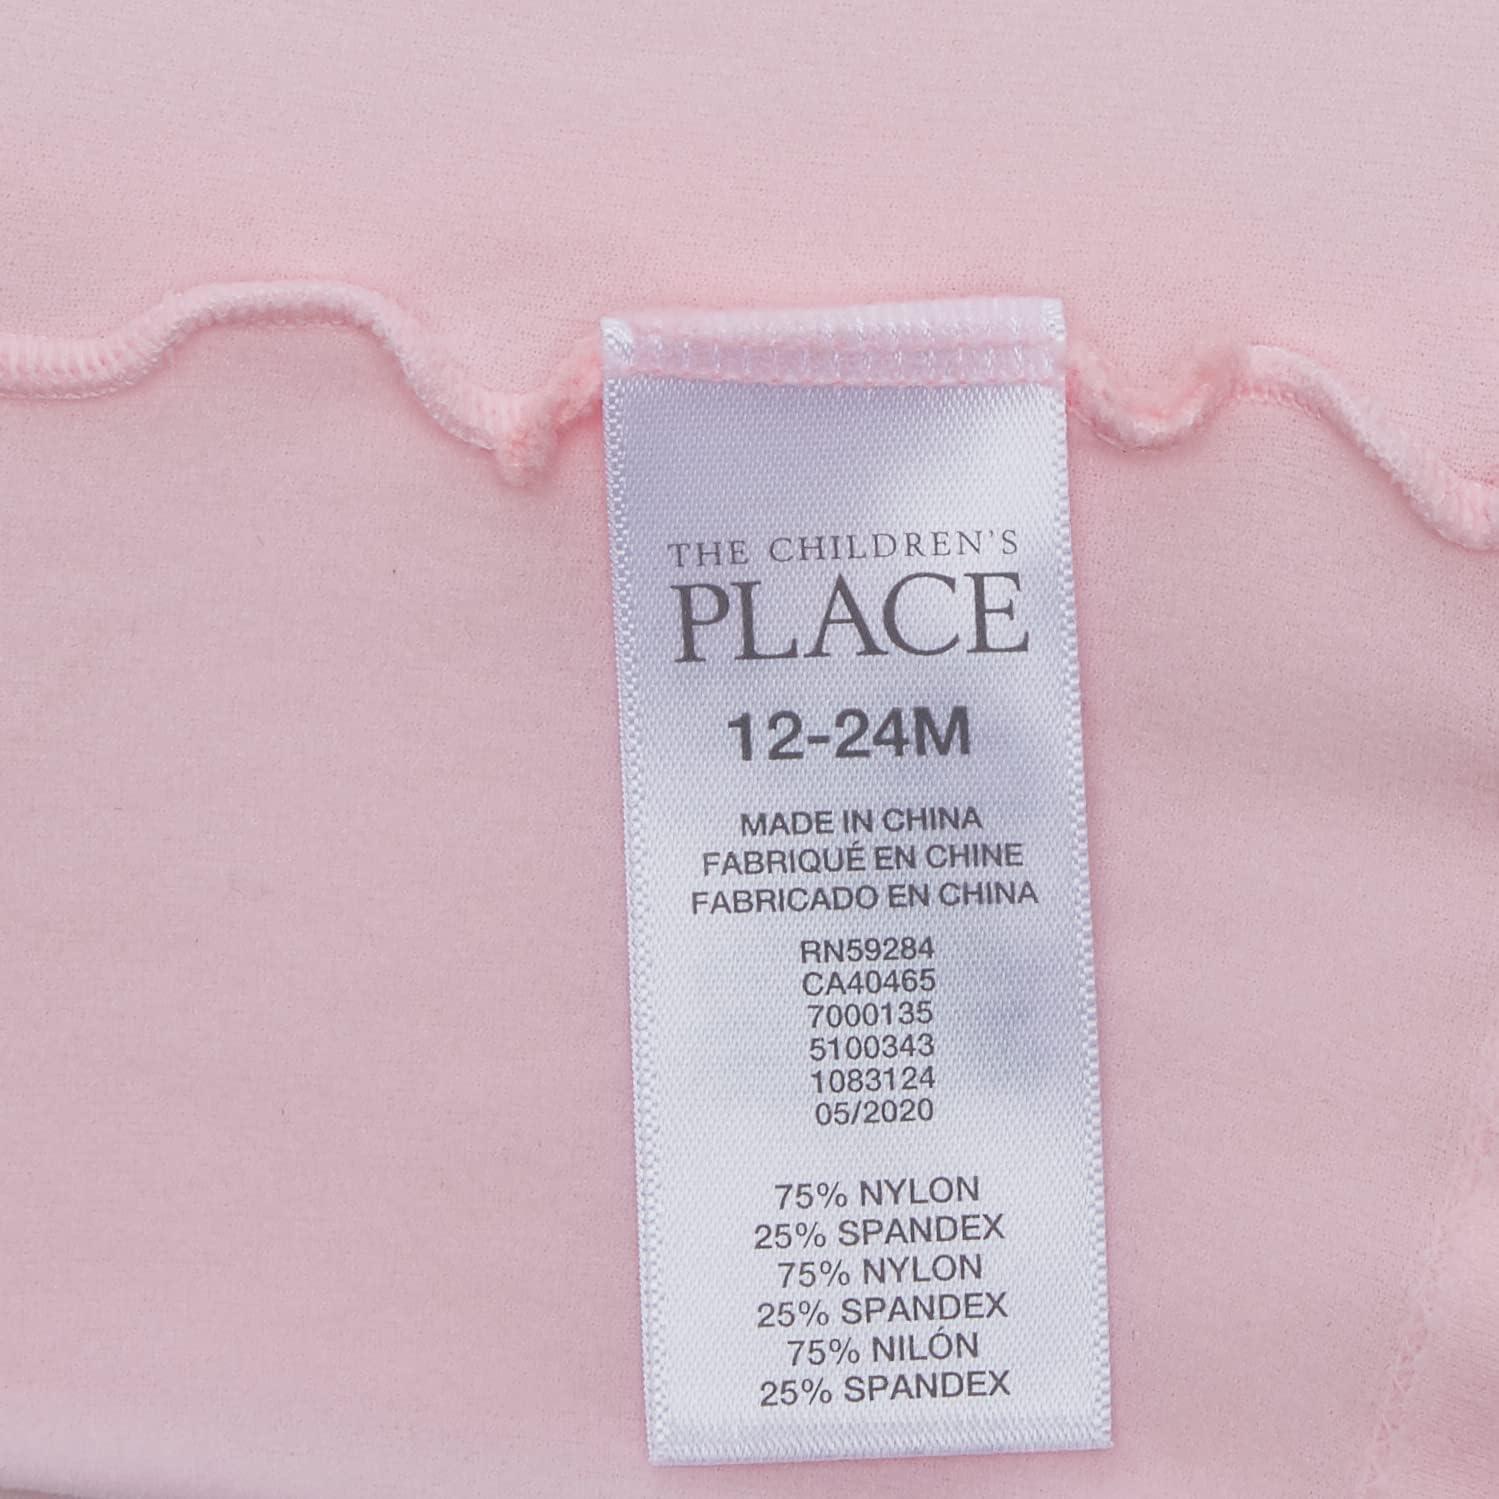 THE CHILDREN'S
PLACE
12-24M
MADE IN CHINA
FABRIQUÉ EN CHINE
FABRICADO EN CHINA
RN59284
CA40465
7000135
5100343
1083124
05/2020
75% NYLON
25% SPANDEX
75% NYLON
25% SPANDEX
75% NILÓN
25% SPANDEX